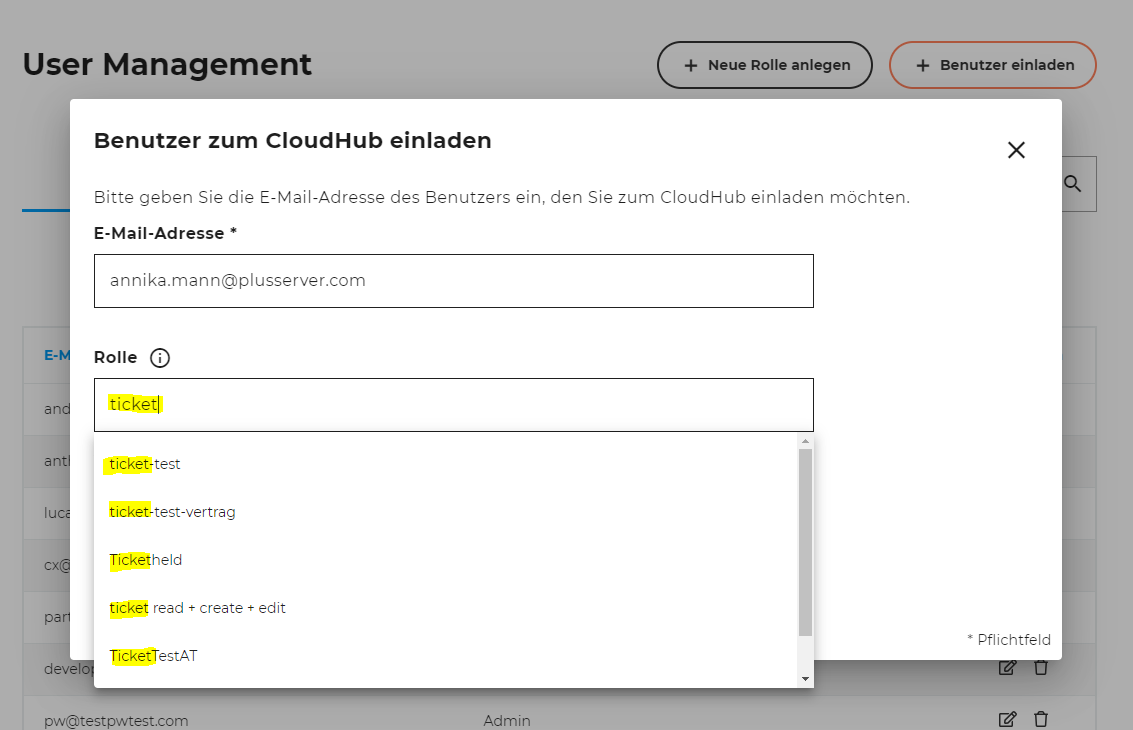 User Management
+ Neue Rolle anlegen
+ Benutzer einladen
Benutzer zum CloudHub einladen
Bitte geben Sie die E-Mail-Adresse des Benutzers ein, den Sie zum CloudHub einladen möchten.
E-Mail-Adresse *
annika.mann@plusserver.com
E-M
Rolle
and
ticket
anth
ticket-test
luca
ticket-test-vertrag
cx@
Ticketheld
part
ticket read + create + edit
* Pflichtfeld
TicketTestAT
develop
pw@testpwtest.com Admin